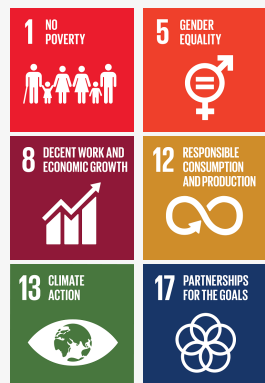 1 NO
POVERTY
5 GENDER
EQUALITY
8 DECENT WORK AND
ECONOMIC GROWTH
12 RESPONSIBLE
CONSUMPTION
AND PRODUCTION
13 CLIMATE
ACTION
17 PARTNERSHIPS
FOR THE GOALS